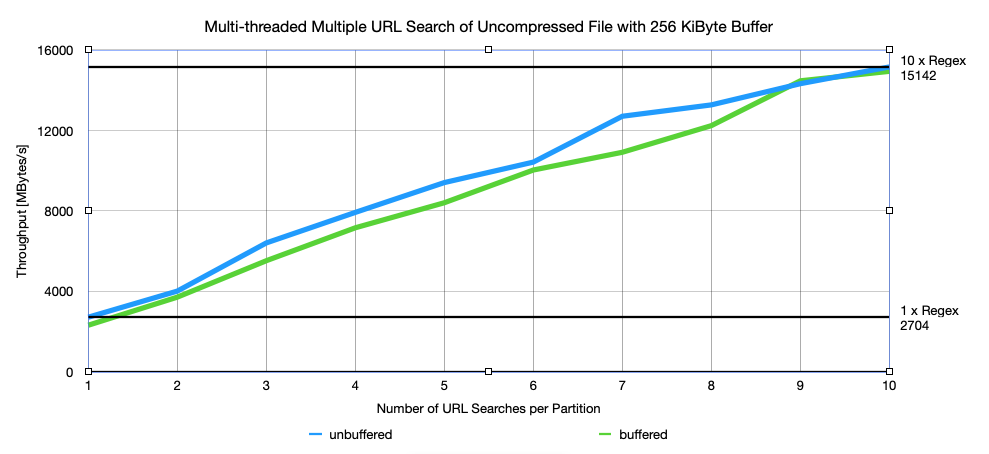 Multi-threaded Multiple URL Search of Uncompressed File with 256 KiByte Buffer
16000
12000
8000
4000
0
Throughput [MBytes/s]
10 x Regex
15142
1 x Regex
2704
1 2 3 4 5 6 7 8 9 10
Number of URL Searches per Partition
unbuffered buffered